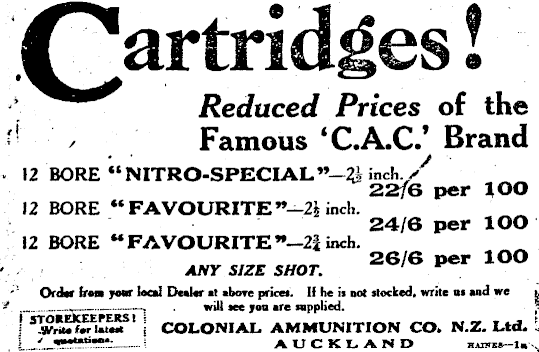 Cartridges!
Reduced Prices of the
Famous 'C.A.C.' Brand
12 BORE "NITRO-SPECIAL"—2½ inch.
22/6 per 100
12 BORE "FAVOURITE"—2½ inch.
24/6 per 100
12 BORE "FAVOURITE"—2¾ inch.
26/6 per 100
ANY SIZE SHOT.
Order from your local Dealer at above prices. If he is not stocked, write us and we
will see you are supplied.
STOREKEEPERS!
Write for latest
quotations.
COLONIAL AMMUNITION CO. N.Z. Ltd.
AUCKLAND
HAINES—1a